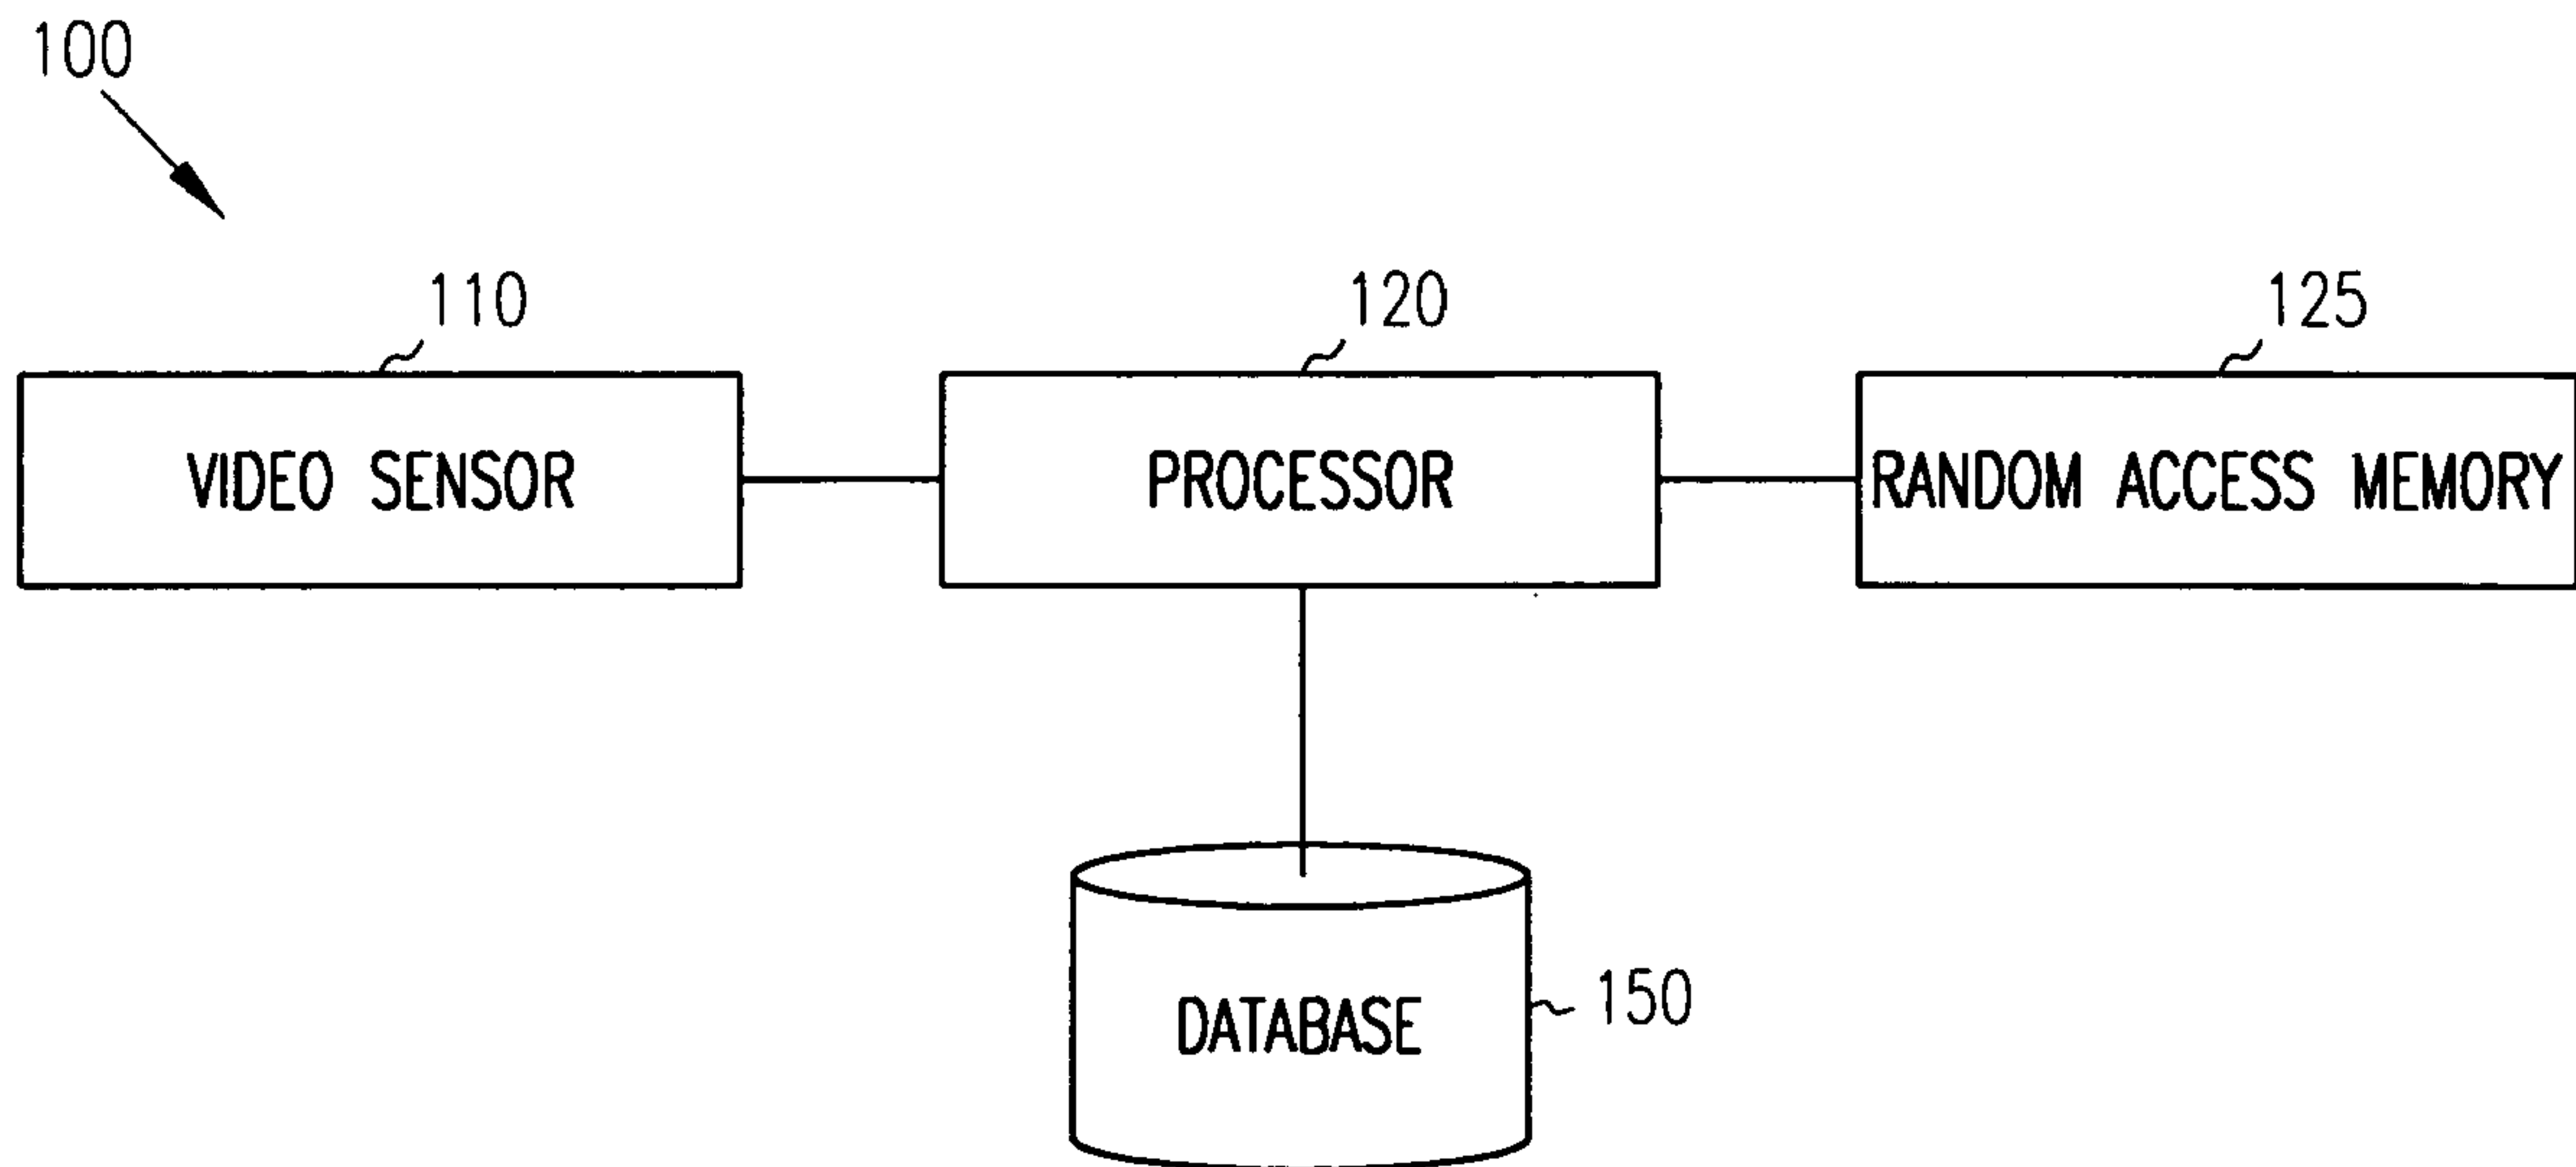 100
110
120
125
VIDEO SENSOR
PROCESSOR
RANDOM ACCESS MEMORY
150
DATABASE